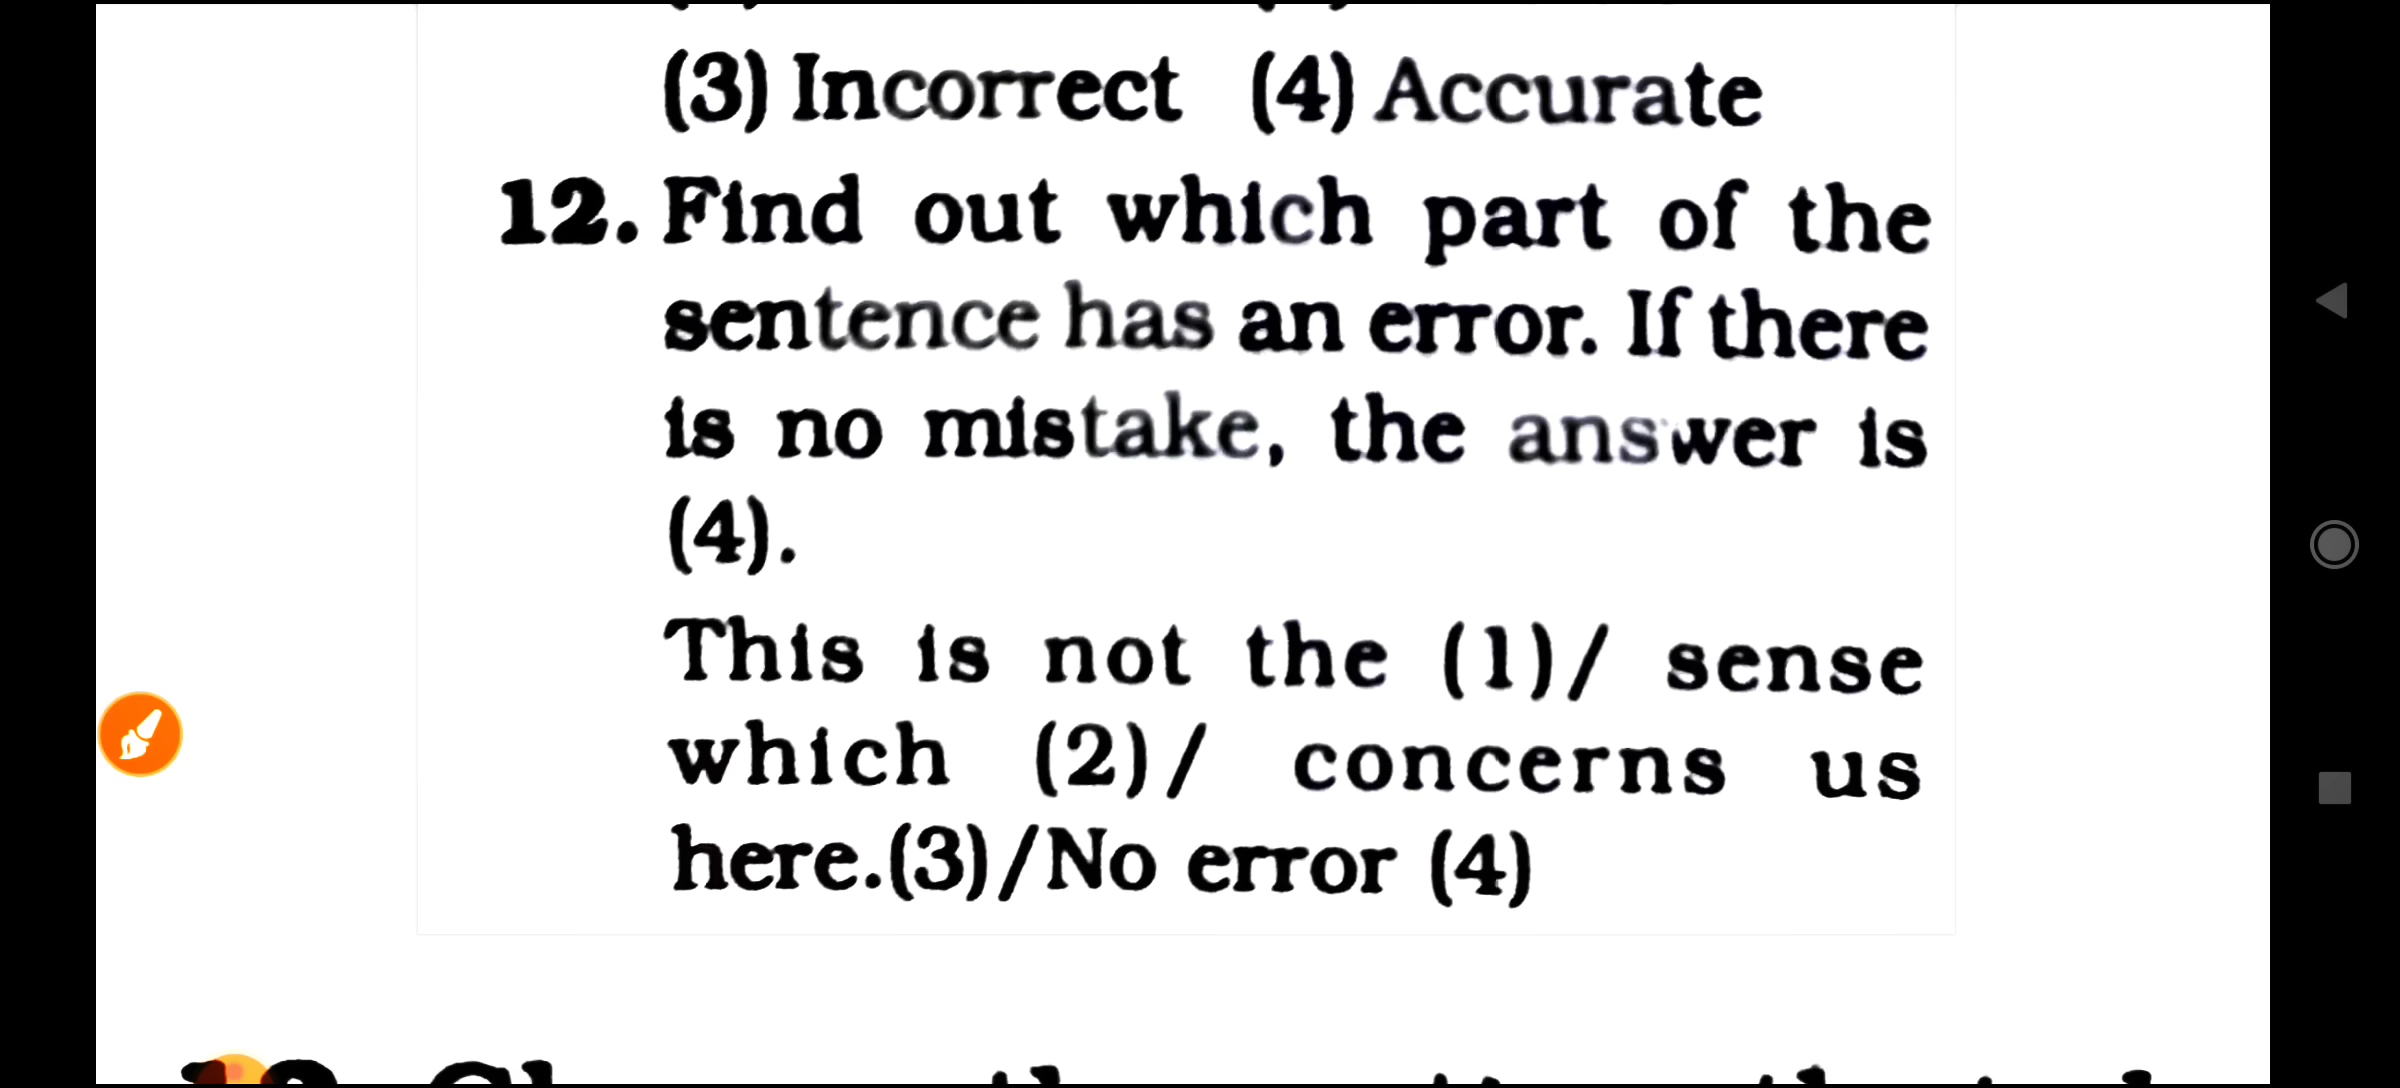 (3) Incorrect (4) Accurate
12. Find out which part of the
sentence has an error. If there
is no mistake, the answer is
(4).
This is not the (1)/ sense
which (2)/ concerns us
here.(3)/No error (4)